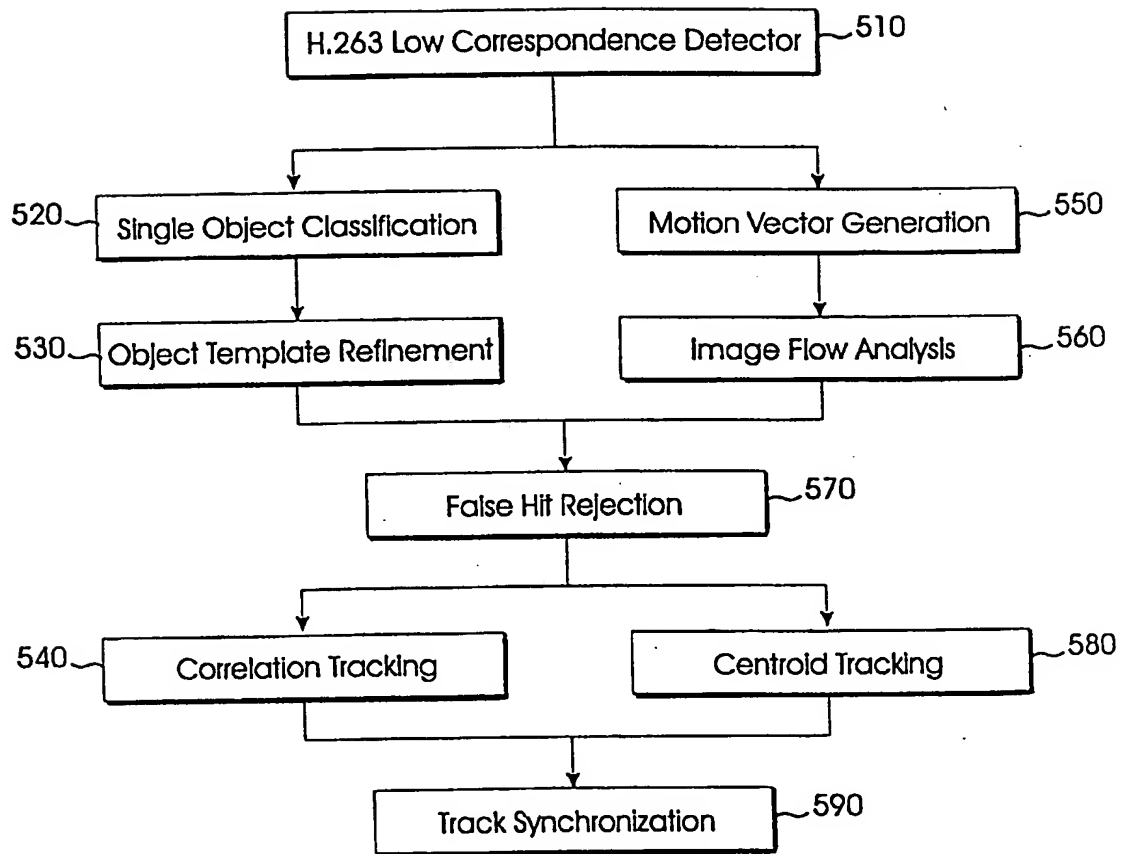 H.263 Low Correspondence Detector 510
520 Single Object Classification
Motion Vector Generation 550
530 Object Template Refinement
Image Flow Analysis 560
False Hit Rejection 570
540 Correlation Tracking
Centroid Tracking 580
Track Synchronization 590